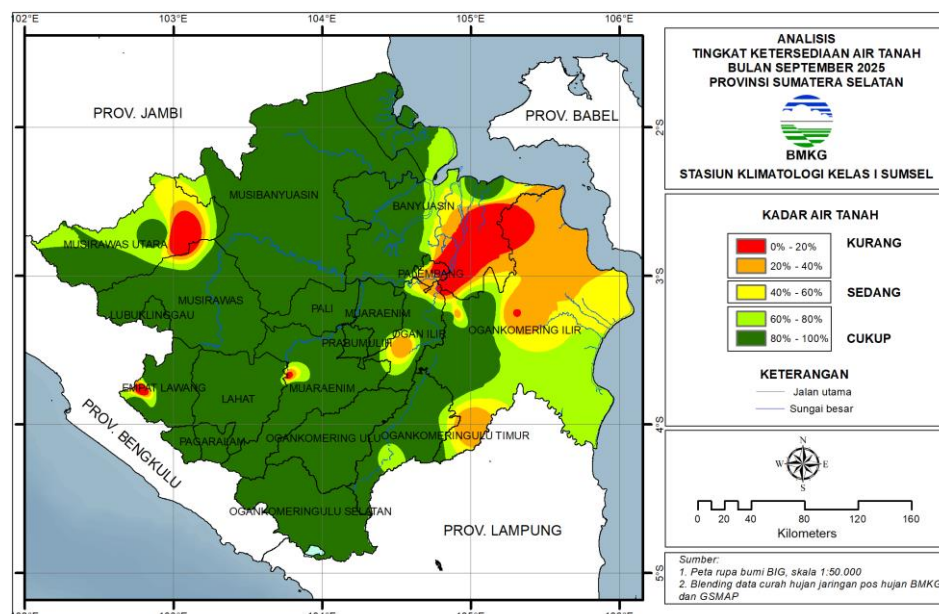 102°E 103°E 104°E 105°E 106°E
ANALISIS
TINGKAT KETERSEDIAAN AIR TANAH
BULAN SEPTEMBER 2025
PROVINSI SUMATERA SELATAN
BMKG
STASIUN KLIMATOLOGI KELAS I SUMSEL
KADAR AIR TANAH
0% - 20% KURANG
20% - 40%
40% - 60% SEDANG
60% - 80%
80% - 100% CUKUP
KETERANGAN
Jalan utama
Sungai besar
N
W E
S
0 20 40 80 120 160
Kilometers
Sumber:
1. Peta rupa bumi BIG, skala 1:50.000
2. Blending data curah hujan jaringan pos hujan BMKG
dan GSMAP
PROV. JAMBI
PROV. BABEL
2°S
MUSIBANYUASIN
BANYUASIN
MUSIRAWAS UTARA
PALEMBANG
3°S
MUSIRAWAS
LUBUKLINGGAU
PALI
MUARAENIM
OGANKOMERING ILIR
OGAN ILIR
PRABUMULIH
EMPAT LAWANG
LAHAT
MUARAENIM
4°S
PROV. BENGKULU
PAGARALAM
OGANKOMERING ULU
OGANKOMERINGULU TIMUR
OGANKOMERINGULU SELATAN
PROV. LAMPUNG
5°S
103°E 104°E 105°E 106°E